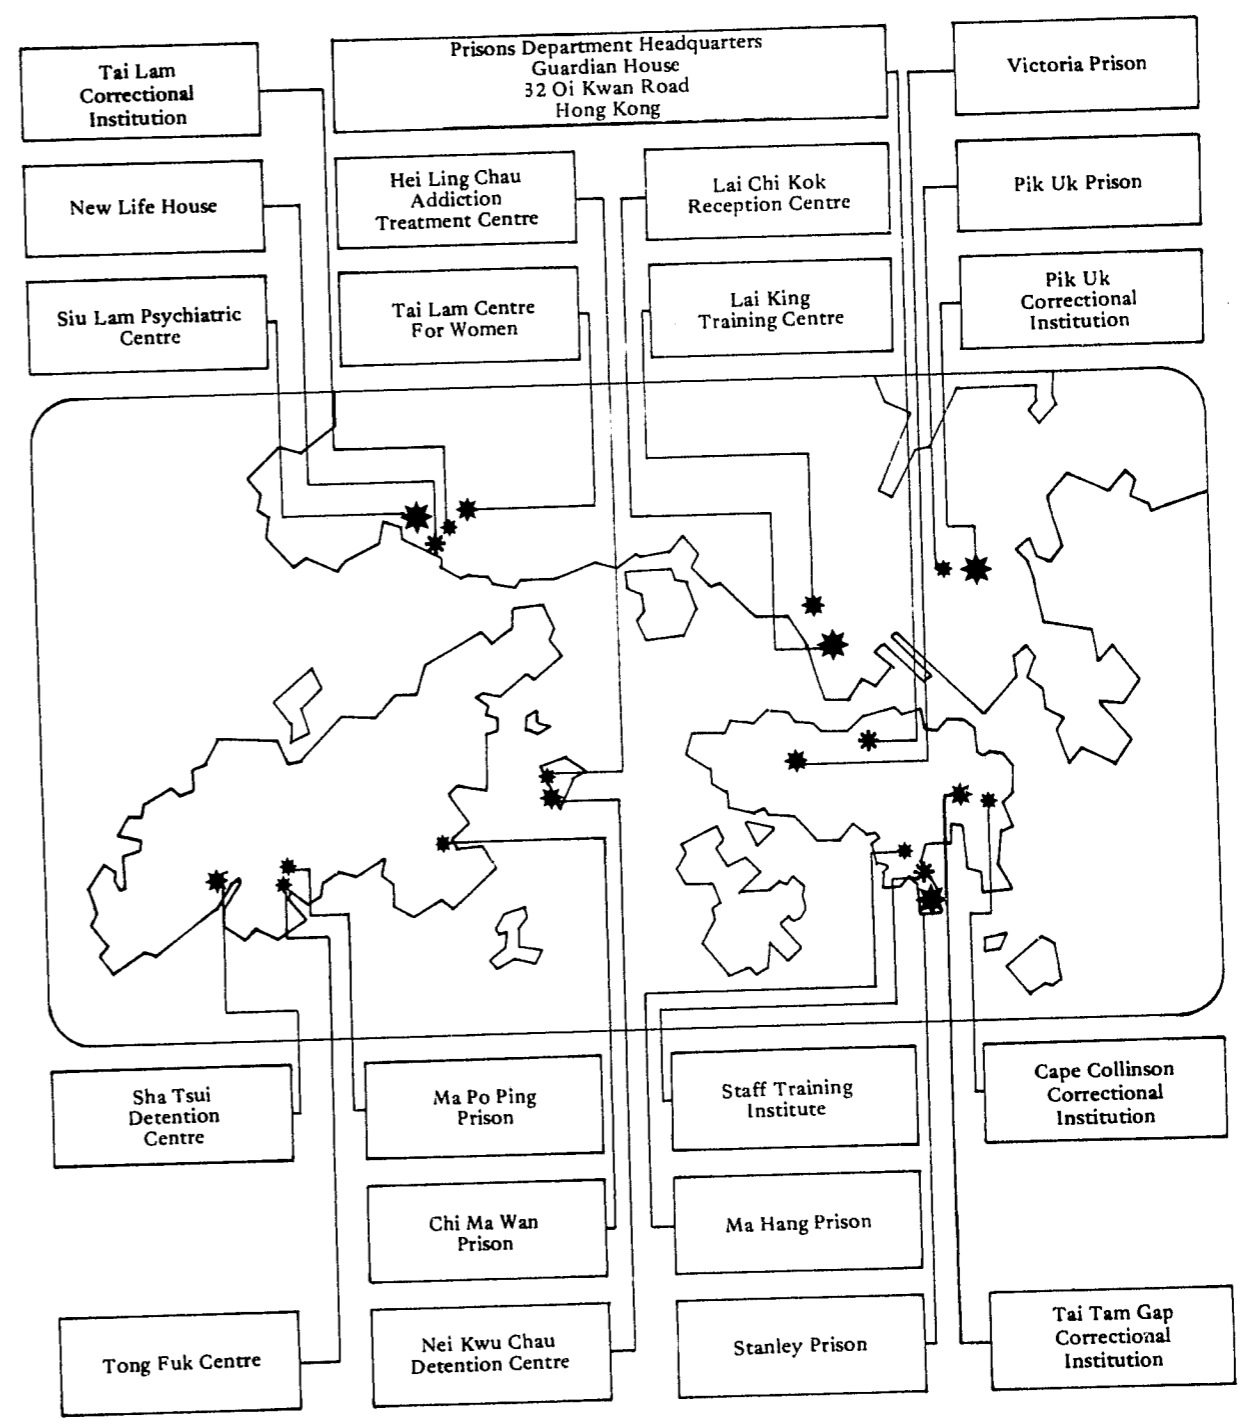 Tai Lam
Correctional
Institution
Prisons Department Headquarters
Guardian House
32 Oi Kwan Road
Hong Kong
Victoria Prison
New Life House
Hei Ling Chau
Addiction
Treatment Centre
Lai Chi Kok
Reception Centre
Pik Uk Prison
Siu Lam Psychiatric
Centre
Tai Lam Centre
For Women
Lai King
Training Centre
Pik Uk
Correctional
Institution
Sha Tsui
Detention
Centre
Ma Po Ping
Prison
Staff Training
Institute
Cape Collinson
Correctional
Institution
Chi Ma Wan
Prison
Ma Hang Prison
Tong Fuk Centre
Nei Kwu Chau
Detention Centre
Stanley Prison
Tai Tam Gap
Correctional
Institution